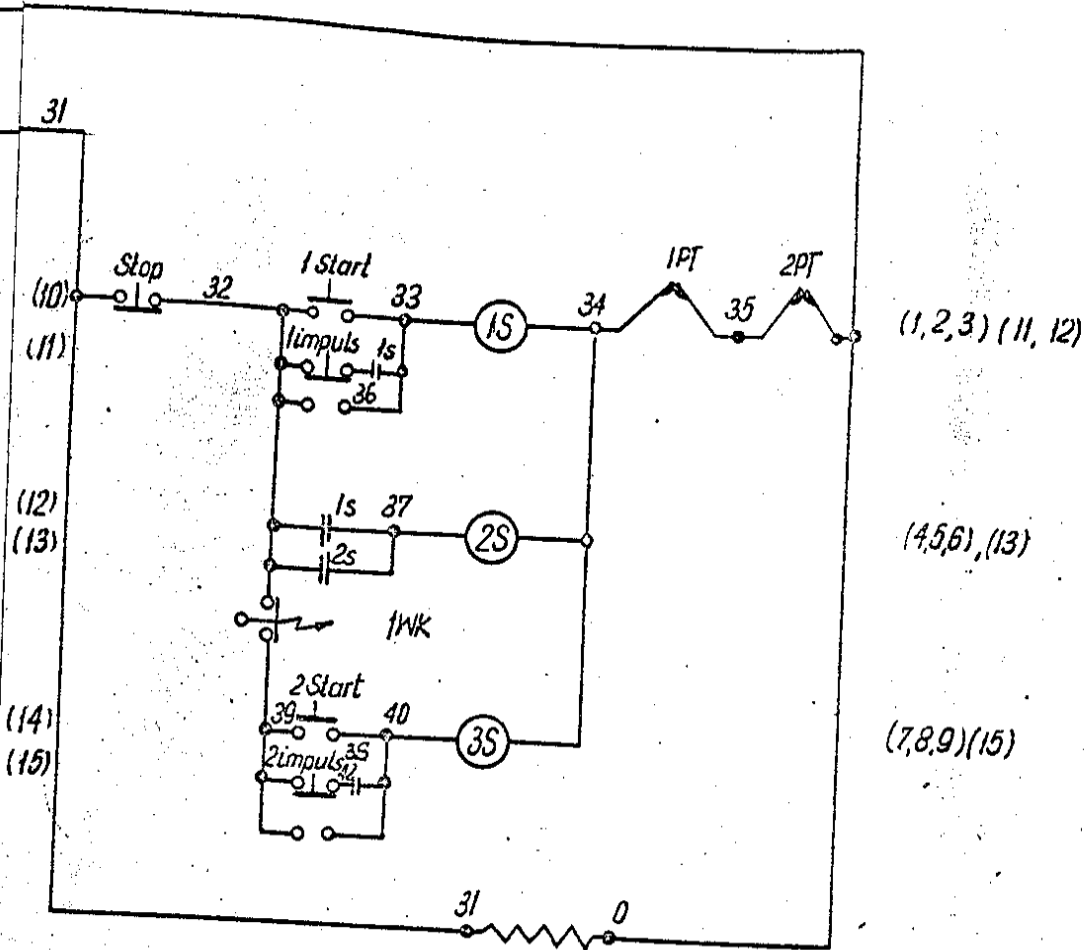 31
1PT 2PT
Stop 1 Start
(10) 32 33 1S 34 35 (1,2,3) (11, 12)
(11) 1impuls 1s
36
(12) 1s 37
(13) 2s 2S (4,5,6), (13)
1WK
2 Start
(14) 39 40 3S (7,8,9)(15)
(15) 2impuls 3S
31 0